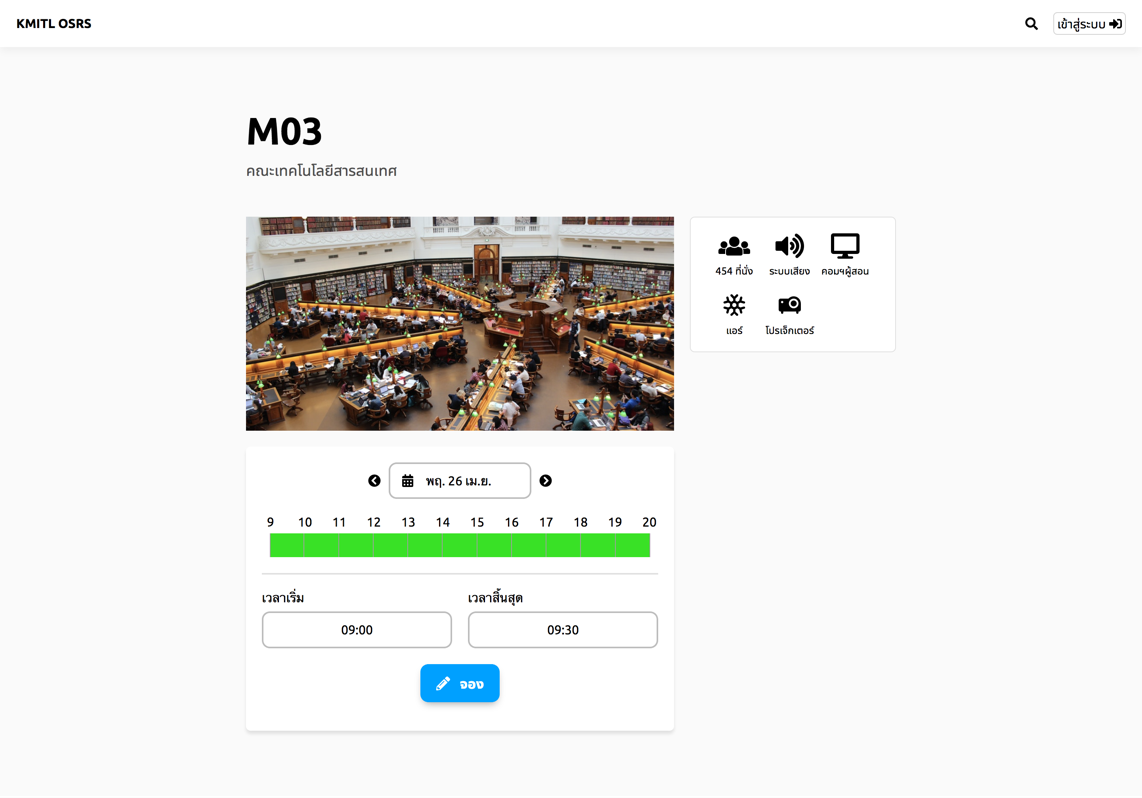 KMITL OSRS
เข้าสู่ระบบ
M03
คณะเทคโนโลยีสารสนเทศ
454 ที่นั่ง ระบบเสียง คอมฯผู้สอน
แอร์ โปรเจ็กเตอร์
พฤ. 26 เม.ย.
9 10 11 12 13 14 15 16 17 18 19 20
เวลาเริ่ม เวลาสิ้นสุด
09:00 09:30
จอง